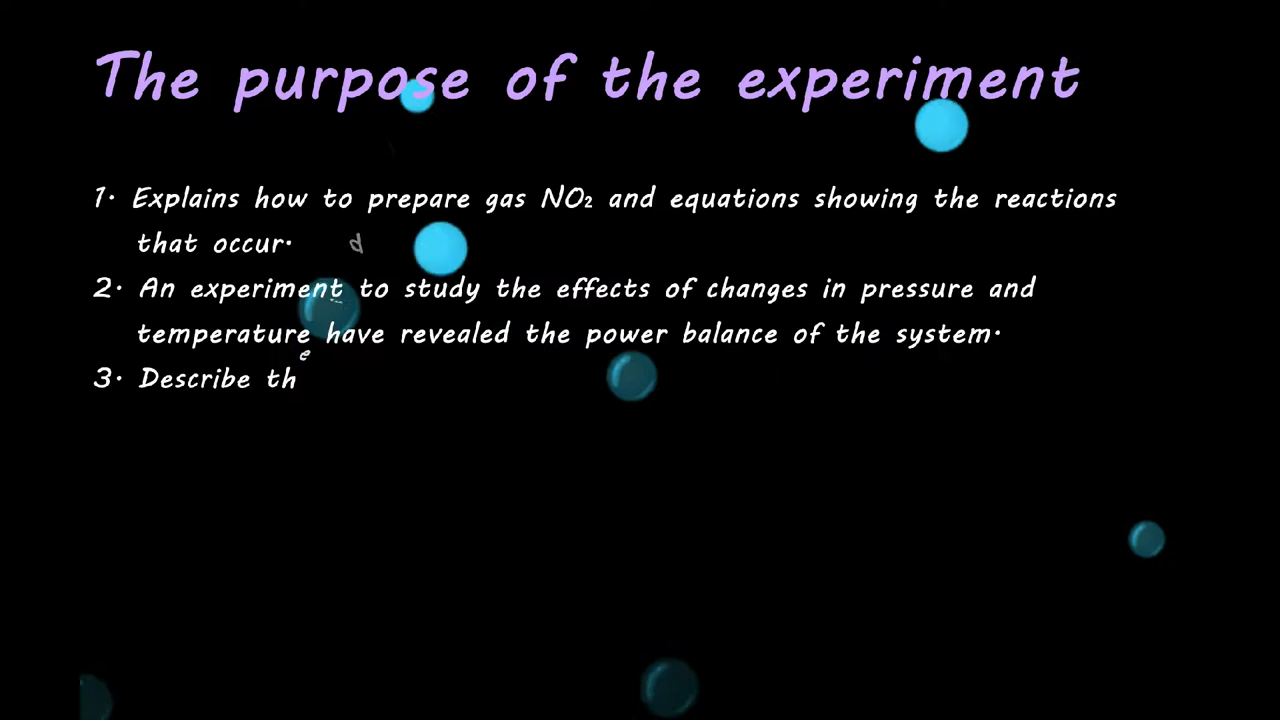 The purpose of the experiment
1. Explains how to prepare gas NO₂ and equations showing the reactions
that occur. d
2. An experiment to study the effects of changes in pressure and
temperature have revealed the power balance of the system.
e
3. Describe th